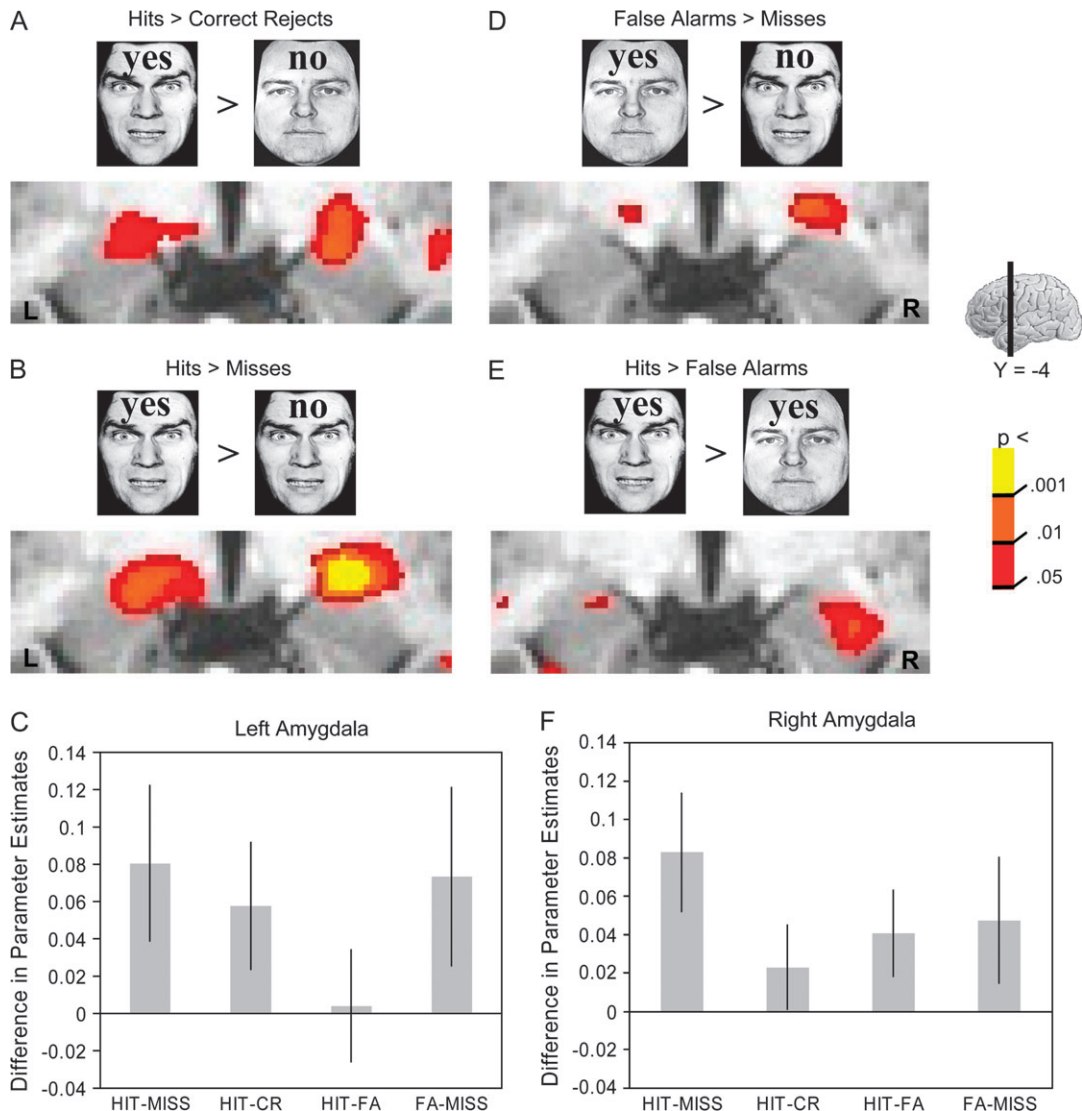 A
Hits > Correct Rejects
yes
>
no
L
D
False Alarms > Misses
yes
>
no
R
B
Hits > Misses
yes
>
no
L
E
Hits > False Alarms
yes
>
yes
R
Y = -4
p <
.001
.01
.05
C
Left Amygdala
Difference in Parameter Estimates
0.14
0.12
0.1
0.08
0.06
0.04
0.02
0
-0.02
-0.04
HIT-MISS HIT-CR HIT-FA FA-MISS
F
Right Amygdala
Difference in Parameter Estimates
0.14
0.12
0.1
0.08
0.06
0.04
0.02
0
-0.02
-0.04
HIT-MISS HIT-CR HIT-FA FA-MISS